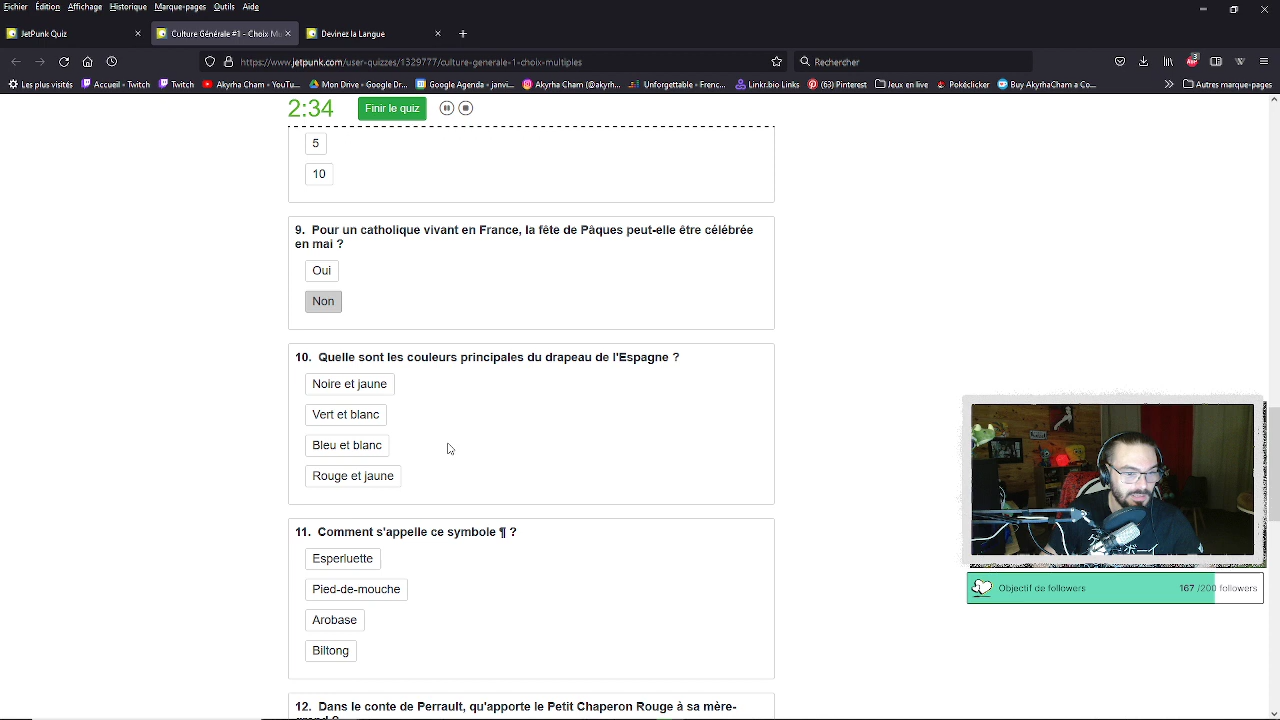 Fichier Édition Affichage Historique Marque-pages Outils Aide
JetPunk Quiz
Culture Générale #1 - Choix Mu
Devinez la Langue
https://www.jetpunk.com/user-quizzes/1329777/culture-generale-1-choix-multiples
Rechercher
Les plus visités Accueil - Twitch Twitch Akyrha Cham - YouT... Mon Drive - Google Dr... Google Agenda - janvi... Akyrha Cham (@akyrh... Unforgettable - Frenc... Link:bio Links (63) Pinterest Jeux en live Pokéclicker Buy AkyrhaCham a Co... Autres marque-pages
2:34
Finir le quiz
5
10
9. Pour un catholique vivant en France, la fête de Pâques peut-elle être célébrée
en mai ?
Oui
Non
10. Quelle sont les couleurs principales du drapeau de l'Espagne ?
Noire et jaune
Vert et blanc
Bleu et blanc
Rouge et jaune
11. Comment s'appelle ce symbole ¶ ?
Esperluette
Pied-de-mouche
Arobase
Biltong
12. Dans le conte de Perrault, qu'apporte le Petit Chaperon Rouge à sa mère-
grand ?
Objectif de followers
167 /200 followers